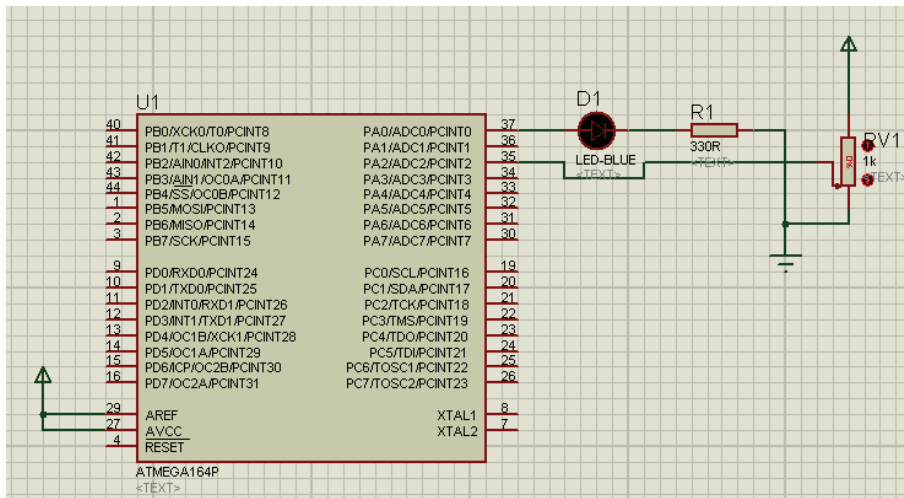 U1
40 PB0/XCK0/T0/PCINT8 PA0/ADC0/PCINT0 37
41 PB1/T1/CLKO/PCINT9 PA1/ADC1/PCINT1 36
42 PB2/AIN0/INT2/PCINT10 PA2/ADC2/PCINT2 35
43 PB3/AIN1/OC0A/PCINT11 PA3/ADC3/PCINT3 34
44 PB4/SS/OC0B/PCINT12 PA4/ADC4/PCINT4 33
1 PB5/MOSI/PCINT13 PA5/ADC5/PCINT5 32
2 PB6/MISO/PCINT14 PA6/ADC6/PCINT6 31
3 PB7/SCK/PCINT15 PA7/ADC7/PCINT7 30
9 PD0/RXD0/PCINT24 PC0/SCL/PCINT16 19
10 PD1/TXD0/PCINT25 PC1/SDA/PCINT17 20
11 PD2/INT0/RXD1/PCINT26 PC2/TCK/PCINT18 21
12 PD3/INT1/TXD1/PCINT27 PC3/TMS/PCINT19 22
13 PD4/OC1B/XCK1/PCINT28 PC4/TDO/PCINT20 23
14 PD5/OC1A/PCINT29 PC5/TDI/PCINT21 24
15 PD6/ICP/OC2B/PCINT30 PC6/TOSC1/PCINT22 25
16 PD7/OC2A/PCINT31 PC7/TOSC2/PCINT23 26
29 AREF XTAL1 8
27 AVCC XTAL2 7
4 RESET
ATMEGA164P
<TEXT>
D1
LED-BLUE
<TEXT>
R1
330R
<TEXT>
RV1
1k
<TEXT>